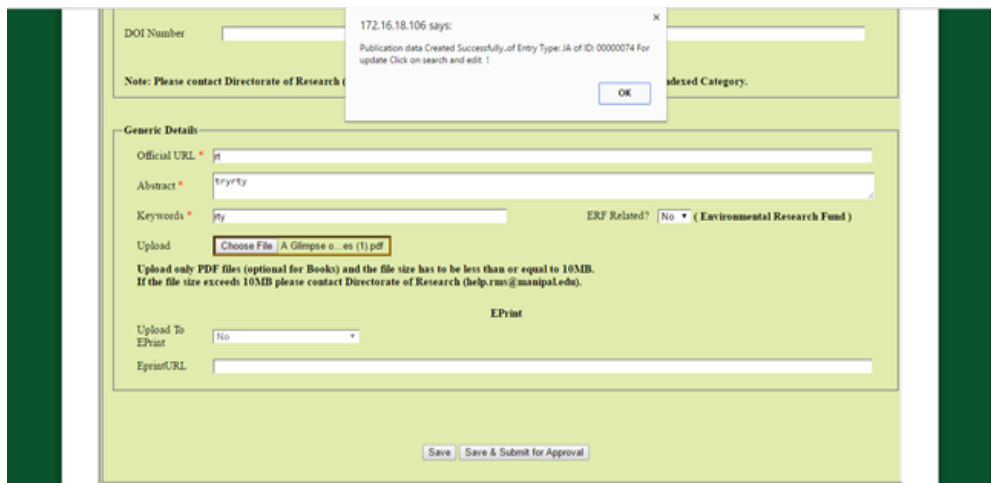 172.16.18.106 says:
Publication data Created Successfully..of Entry Type: JA of ID: 00000074 For
update Click on search and edit !
OK
DOI Number
Note: Please contact Directorate of Research (
ndexed Category.
Generic Details
Official URL *
Abstract * tryrty
Keywords * rty ERF Related? No ( Environmental Research Fund )
Upload Choose File A Glimpse o...es (1).pdf
Upload only PDF files (optional for Books) and the file size has to be less than or equal to 10MB.
If the file size exceeds 10MB please contact Directorate of Research (help.rms@manipal.edu).
EPrint
Upload To
EPrint No
EprintURL
Save Save & Submit for Approval